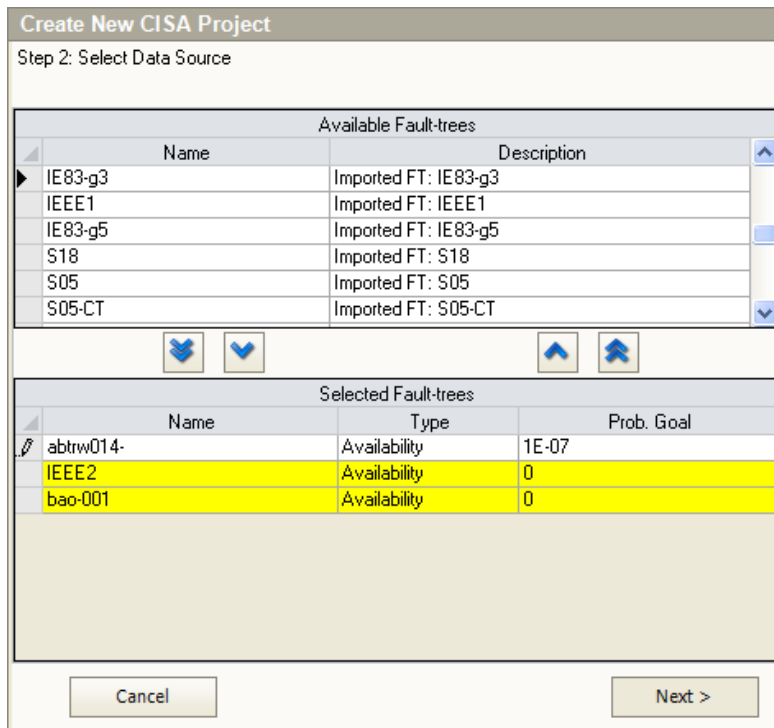 Create New CISA Project
Step 2: Select Data Source
Available Fault-trees
Name Description
IE83-g3 Imported FT: IE83-g3
IEEE1 Imported FT: IEEE1
IE83-g5 Imported FT: IE83-g5
S18 Imported FT: S18
S05 Imported FT: S05
S05-CT Imported FT: S05-CT
Selected Fault-trees
Name Type Prob. Goal
abtrw014- Availability 1E-07
IEEE2 Availability 0
bao-001 Availability 0
Cancel Next >